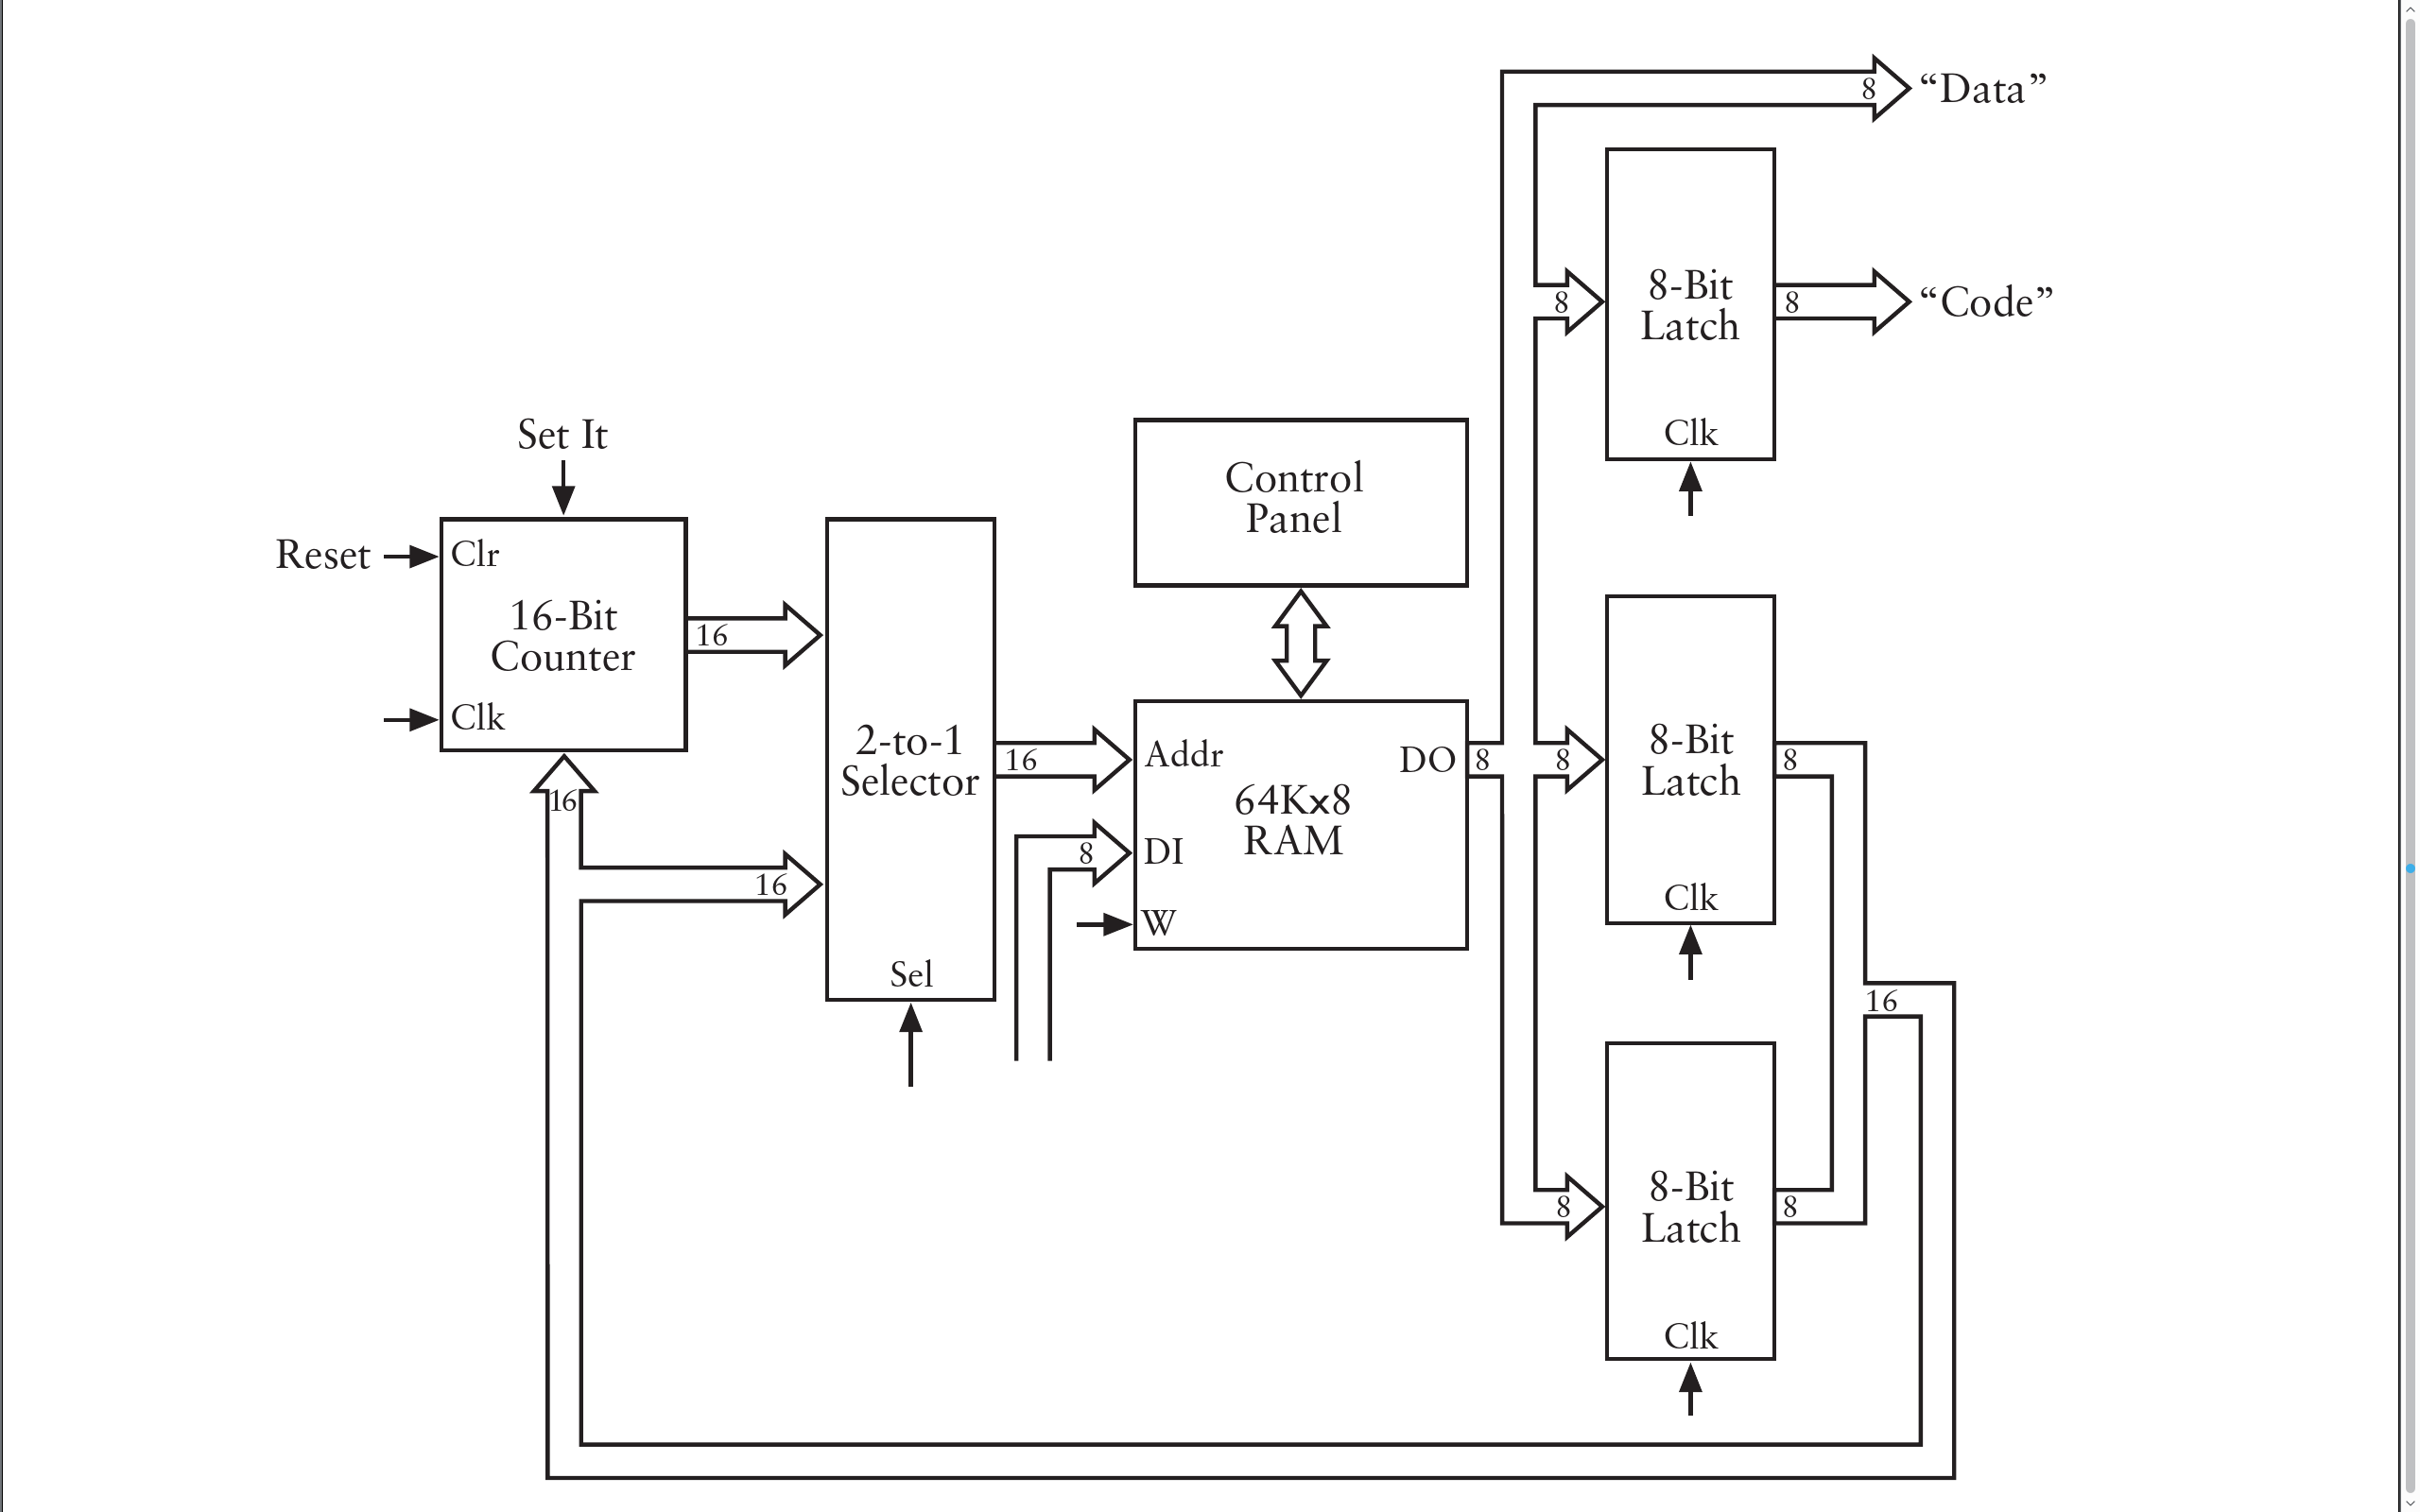 8
“Data”
8-Bit
Latch
Clk
8
8
“Code”
Set It
Reset
Clr
16-Bit
Counter
Clk
16
16
16
2-to-1
Selector
Sel
16
Control
Panel
Addr
DO
64Kx8
RAM
DI
W
8
8
8
8-Bit
Latch
Clk
8
16
8
8-Bit
Latch
Clk
8